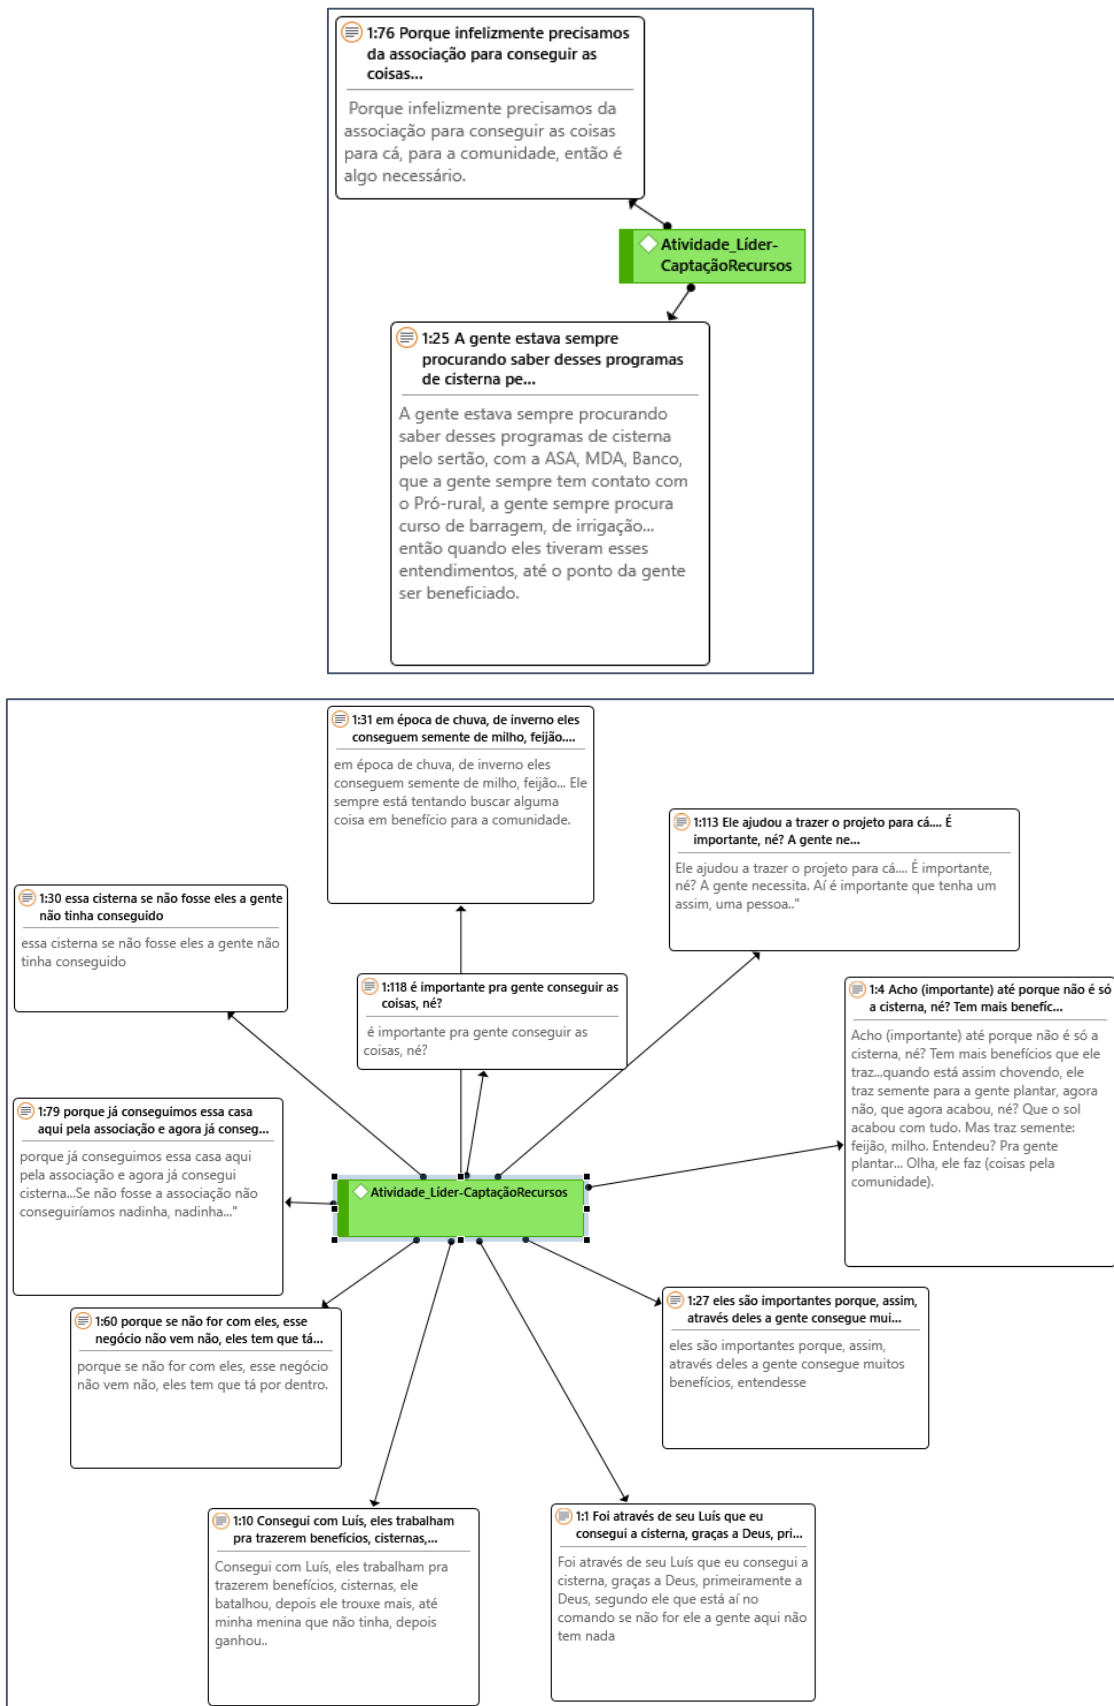 1:76 Porque infelizmente precisamos
da associação para conseguir as
coisas...
Porque infelizmente precisamos da
associação para conseguir as coisas
para cá, para a comunidade, então é
algo necessário.
Atividade_Líder-
CaptaçãoRecursos
1:25 A gente estava sempre
procurando saber desses programas
de cisterna pe...
A gente estava sempre procurando
saber desses programas de cisterna
pelo sertão, com a ASA, MDA, Banco,
que a gente sempre tem contato com
o Pró-rural, a gente sempre procura
curso de barragem, de irrigação...
então quando eles tiveram esses
entendimentos, até o ponto da gente
ser beneficiado.
1:31 em época de chuva, de inverno eles
conseguem semente de milho, feijão....
em época de chuva, de inverno eles
conseguem semente de milho, feijão... Ele
sempre está tentando buscar alguma
coisa em benefício para a comunidade.
1:113 Ele ajudou a trazer o projeto para cá.... É
importante, né? A gente ne...
Ele ajudou a trazer o projeto para cá.... É importante,
né? A gente necessita. Aí é importante que tenha um
assim, uma pessoa.."
1:30 essa cisterna se não fosse eles a gente
não tinha conseguido
essa cisterna se não fosse eles a gente não
tinha conseguido
1:118 é importante pra gente conseguir as
coisas, né?
é importante pra gente conseguir as
coisas, né?
1:4 Acho (importante) até porque não é só
a cisterna, né? Tem mais benefíc...
Acho (importante) até porque não é só a
cisterna, né? Tem mais benefícios que ele
traz...quando está assim chovendo, ele
traz semente para a gente plantar, agora
não, que agora acabou, né? Que o sol
acabou com tudo. Mas traz semente:
feijão, milho. Entendeu? Pra gente
plantar... Olha, ele faz (coisas pela
comunidade).
1:79 porque já conseguimos essa casa
aqui pela associação e agora já conseg...
porque já conseguimos essa casa aqui
pela associação e agora já consegui
cisterna...Se não fosse a associação não
conseguiríamos nadinha, nadinha..."
Atividade_Líder-CaptaçãoRecursos
1:60 porque se não for com eles, esse
negócio não vem não, eles tem que tá...
porque se não for com eles, esse negócio
não vem não, eles tem que tá por dentro.
1:27 eles são importantes porque, assim,
através deles a gente consegue mui...
eles são importantes porque, assim,
através deles a gente consegue muitos
benefícios, entendesse
1:10 Consegui com Luís, eles trabalham
pra trazerem benefícios, cisternas,...
Consegui com Luís, eles trabalham pra
trazerem benefícios, cisternas, ele
batalhou, depois ele trouxe mais, até
minha menina que não tinha, depois
ganhou..
1:1 Foi através de seu Luís que eu
consegui a cisterna, graças a Deus, pri...
Foi através de seu Luís que eu consegui a
cisterna, graças a Deus, primeiramente a
Deus, segundo ele que está aí no
comando se não for ele a gente aqui não
tem nada